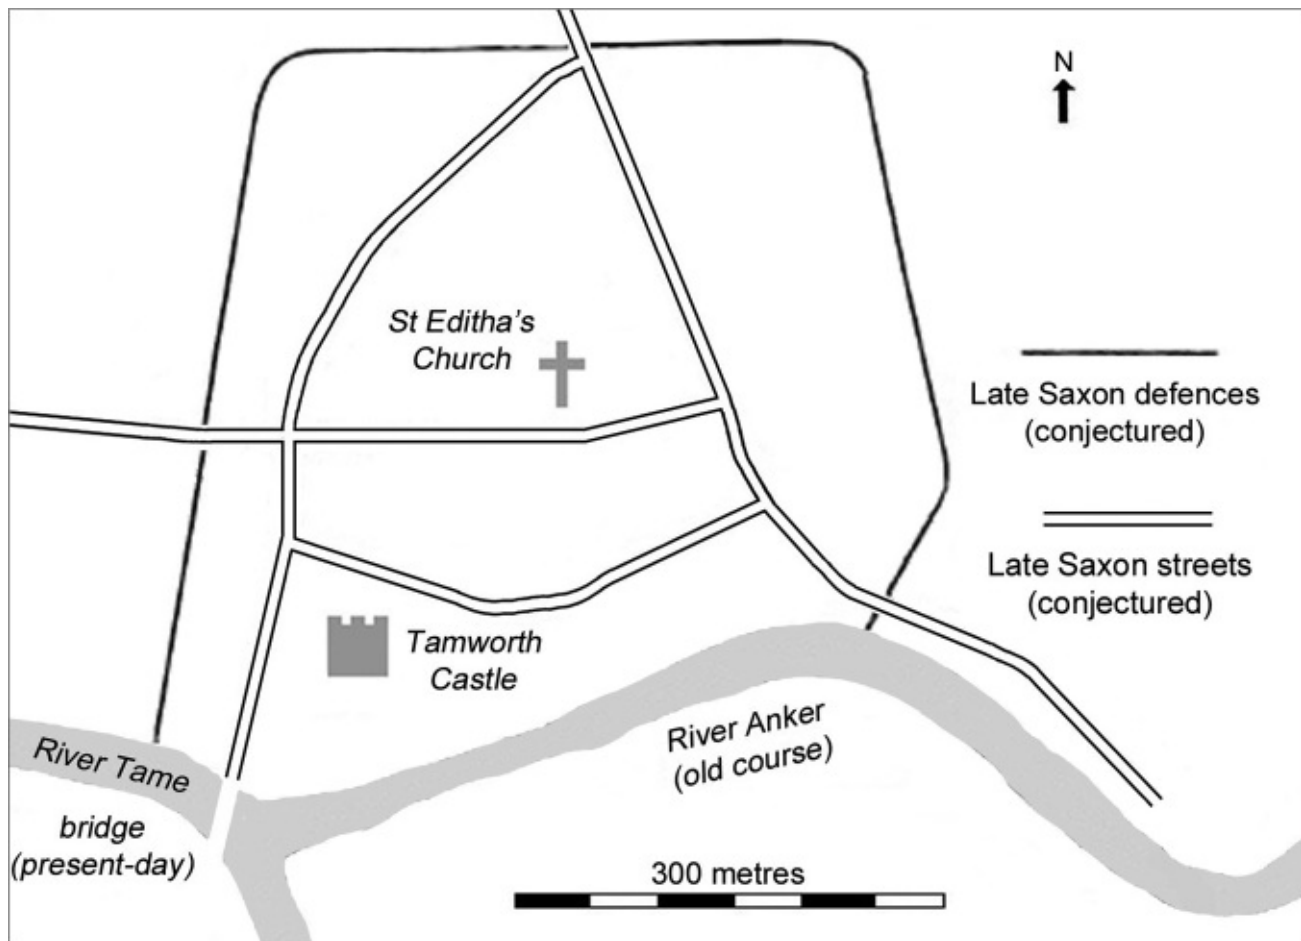 N
St Editha's
Church
Late Saxon defences
(conjectured)
Late Saxon streets
(conjectured)
Tamworth
Castle
River Anker
(old course)
River Tame
bridge
(present-day)
300 metres